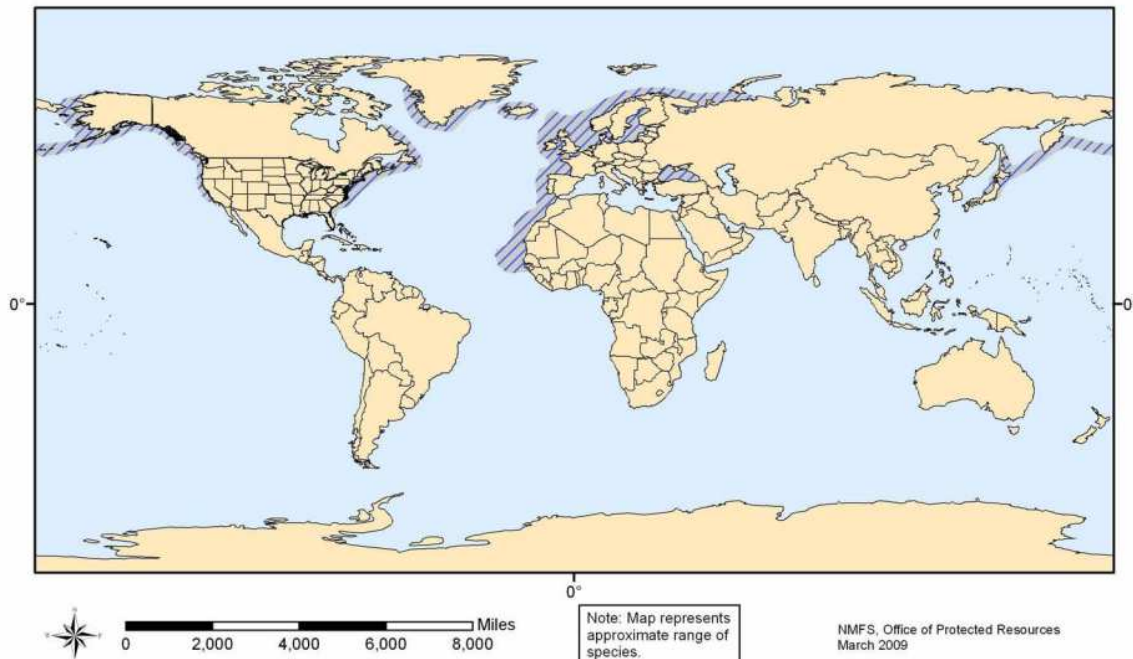 0°
0
0°
Miles
0 2,000 4,000 6,000 8,000
Note: Map represents
approximate range of
species.
NMFS, Office of Protected Resources
March 2009